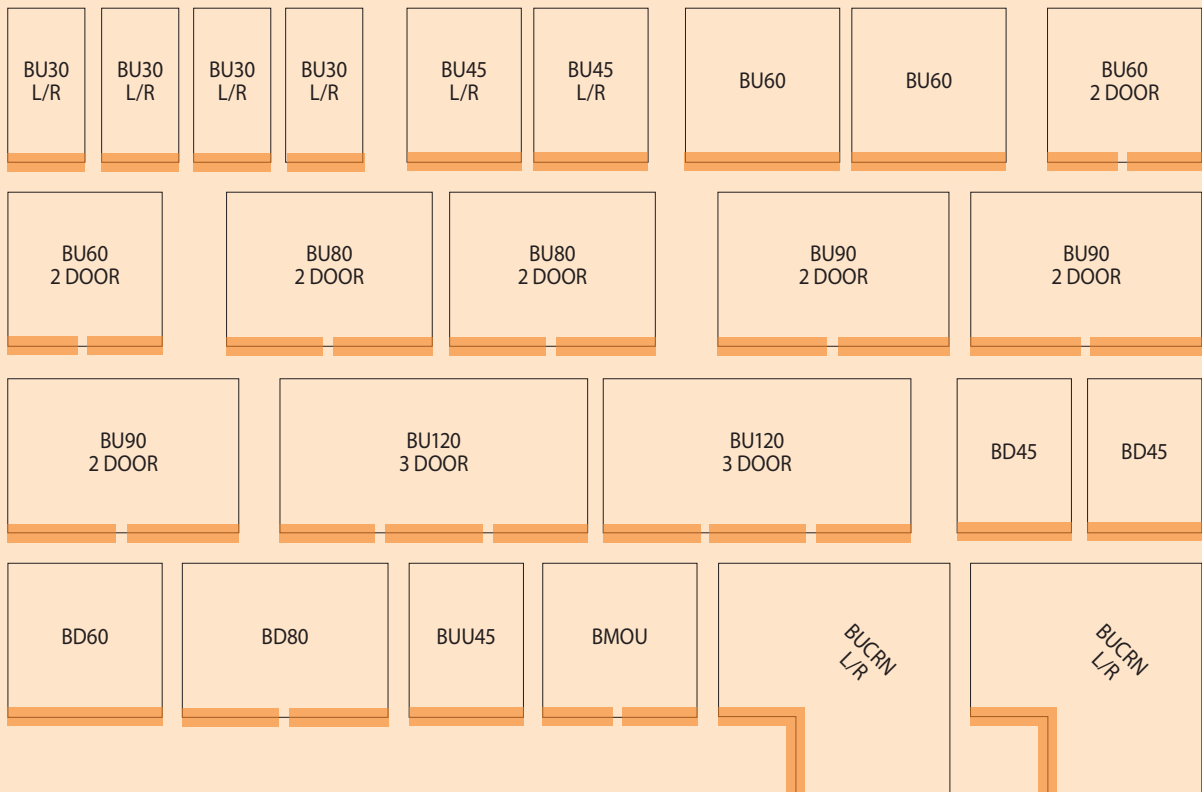 BU30
L/R
BU30
L/R
BU30
L/R
BU30
L/R
BU45
L/R
BU45
L/R
BU60
BU60
BU60
2 DOOR
BU60
2 DOOR
BU80
2 DOOR
BU80
2 DOOR
BU90
2 DOOR
BU90
2 DOOR
BU90
2 DOOR
BU120
3 DOOR
BU120
3 DOOR
BD45
BD45
BD60
BD80
BUU45
BMOU
BUCRN
L/R
BUCRN
L/R